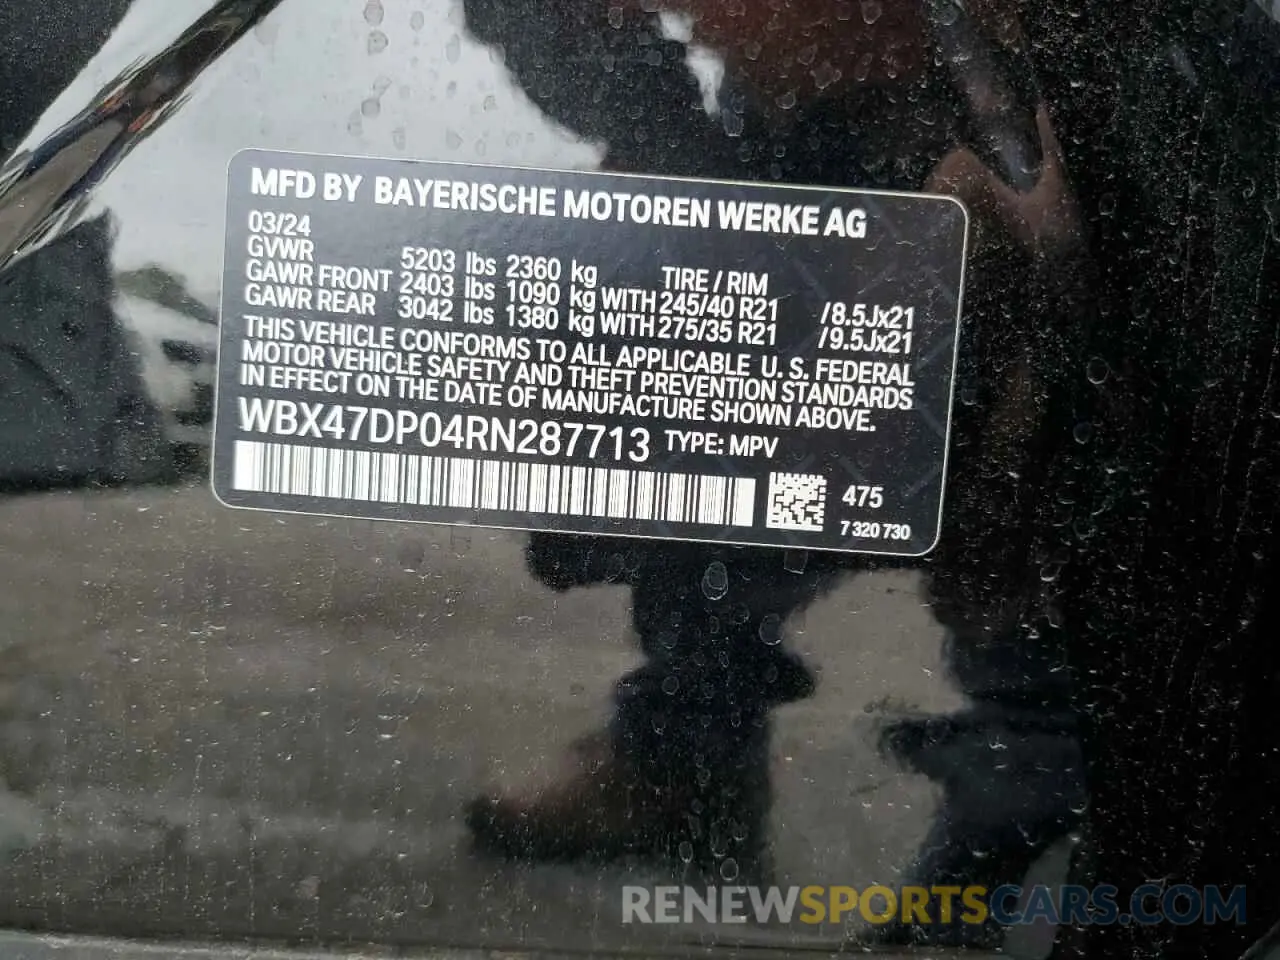 MFD BY BAYERISCHE MOTOREN WERKE AG
03/24
GVWR 5203 lbs 2360 kg TIRE / RIM
GAWR FRONT 2403 lbs 1090 kg WITH 245/40 R21 /8.5Jx21
GAWR REAR 3042 lbs 1380 kg WITH 275/35 R21 /9.5Jx21
THIS VEHICLE CONFORMS TO ALL APPLICABLE U. S. FEDERAL
MOTOR VEHICLE SAFETY AND THEFT PREVENTION STANDARDS
IN EFFECT ON THE DATE OF MANUFACTURE SHOWN ABOVE.
WBX47DP04RN287713 TYPE: MPV
475
7 320 730
RENEWSPORTSCARS.COM